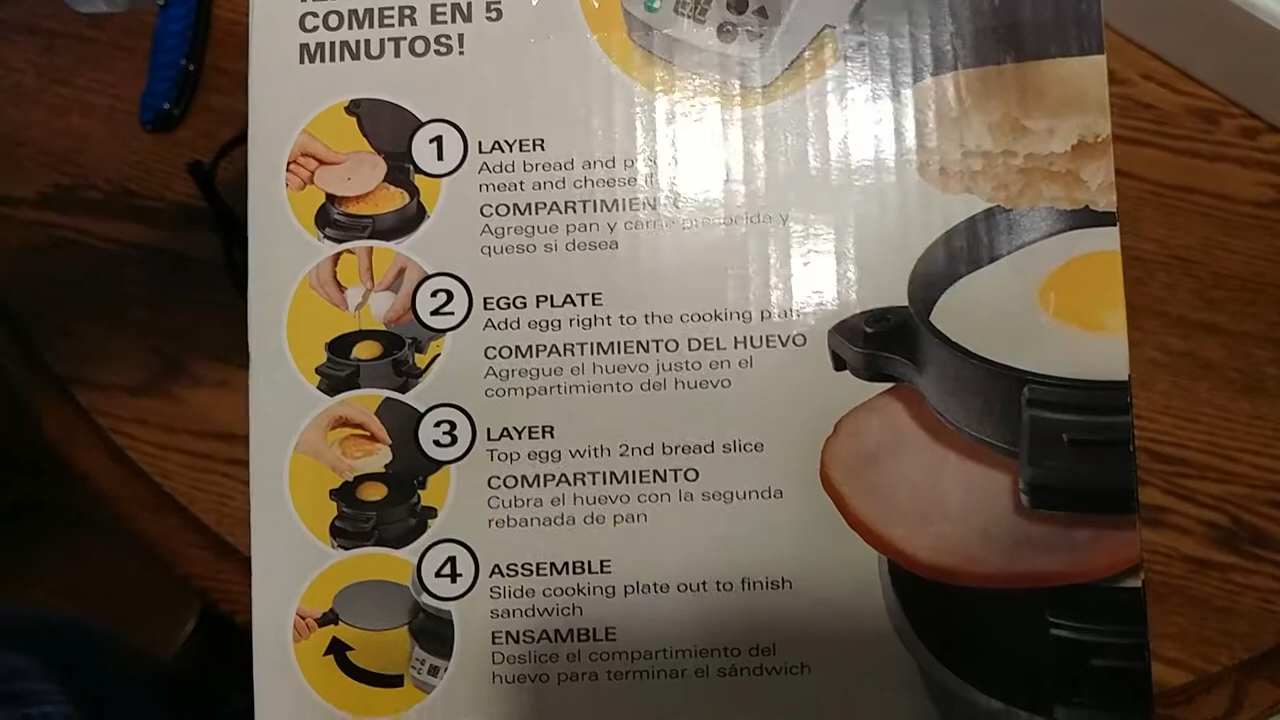 COMER EN 5
MINUTOS!
1
LAYER
Add bread and
meat and cheese
COMPARTIMIEN
Agregue pan y carne precocida y
queso si desea
2
EGG PLATE
Add egg right to the cooking plat
COMPARTIMIENTO DEL HUEVO
Agregue el huevo justo en el
compartimiento del huevo
3
LAYER
Top egg with 2nd bread slice
COMPARTIMIENTO
Cubra el huevo con la segunda
rebanada de pan
4
ASSEMBLE
Slide cooking plate out to finish
sandwich
ENSAMBLE
Deslice el compartimiento del
huevo para terminar el sándwich